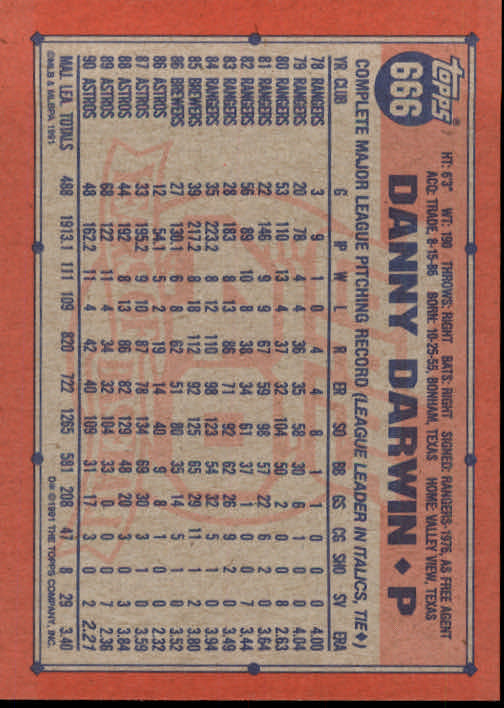 topps®
666
HT: 6'3" WT: 190 THROWS: RIGHT BATS: RIGHT SIGNED: RANGERS-1976, AS FREE AGENT
ACQ: TRADE, 8-15-86 BORN: 10-25-55, BONHAM, TEXAS HOME: VALLEY VIEW, TEXAS
DANNY DARWIN ♦ P
COMPLETE MAJOR LEAGUE PITCHING RECORD (LEAGUE LEADER IN ITALICS, TIE♦)
YR CLUB G IP W L R ER SO BB GS CG SHO SV ERA
78 RANGERS 3 9 1 0 4 4 8 1 1 0 0 0 4.00
79 RANGERS 20 78 4 4 36 35 58 30 6 1 0 0 4.04
80 RANGERS 53 110 13 4 37 32 104 50 2 0 0 8 2.63
81 RANGERS 22 146 9 9 67 59 98 57 22 6 2 0 3.64
82 RANGERS 56 89 10 8 38 34 61 37 1 0 0 7 3.44
83 RANGERS 28 183 8 13 86 71 92 62 26 9 2 0 3.49
84 RANGERS 35 223.2 8 12 110 98 123 54 32 5 1 0 3.94
85 BREWERS 39 217.2 8 18 112 92 125 65 29 11 1 2 3.80
86 BREWERS 27 130.1 6 8 62 51 80 35 14 5 1 0 3.52
86 ASTROS 12 54.1 5 2 19 14 40 9 8 1 0 0 2.32
87 ASTROS 33 195.2 9 10 87 78 134 69 30 3 1 0 3.59
88 ASTROS 44 192 8 13 86 82 129 48 20 3 0 3 3.84
89 ASTROS 68 122 11 4 34 32 104 33 0 0 0 7 2.36
90 ASTROS 48 162.2 11 4 42 40 109 31 17 3 0 2 2.21
MAJ. LEA. TOTALS 488 1913.1 111 109 820 722 1265 581 208 47 8 29 3.40
©MLB & MLBPA 1991
D* ©1991 THE TOPPS COMPANY, INC.